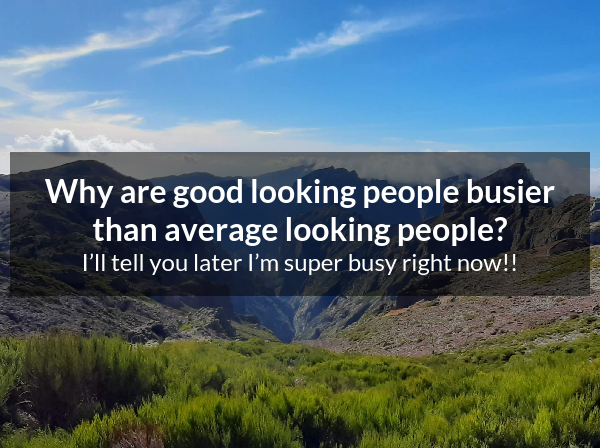 Why are good looking people busier
than average looking people?
I’ll tell you later I’m super busy right now!!